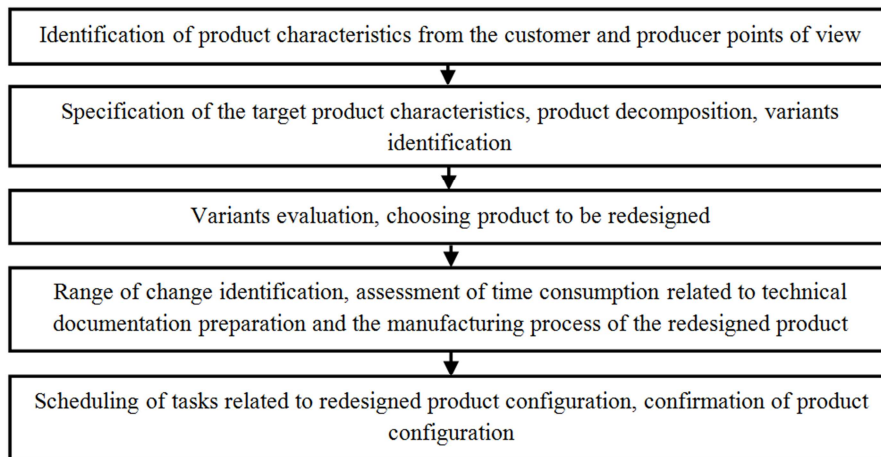 Identification of product characteristics from the customer and producer points of view
Specification of the target product characteristics, product decomposition, variants
identification
Variants evaluation, choosing product to be redesigned
Range of change identification, assessment of time consumption related to technical
documentation preparation and the manufacturing process of the redesigned product
Scheduling of tasks related to redesigned product configuration, confirmation of product
configuration